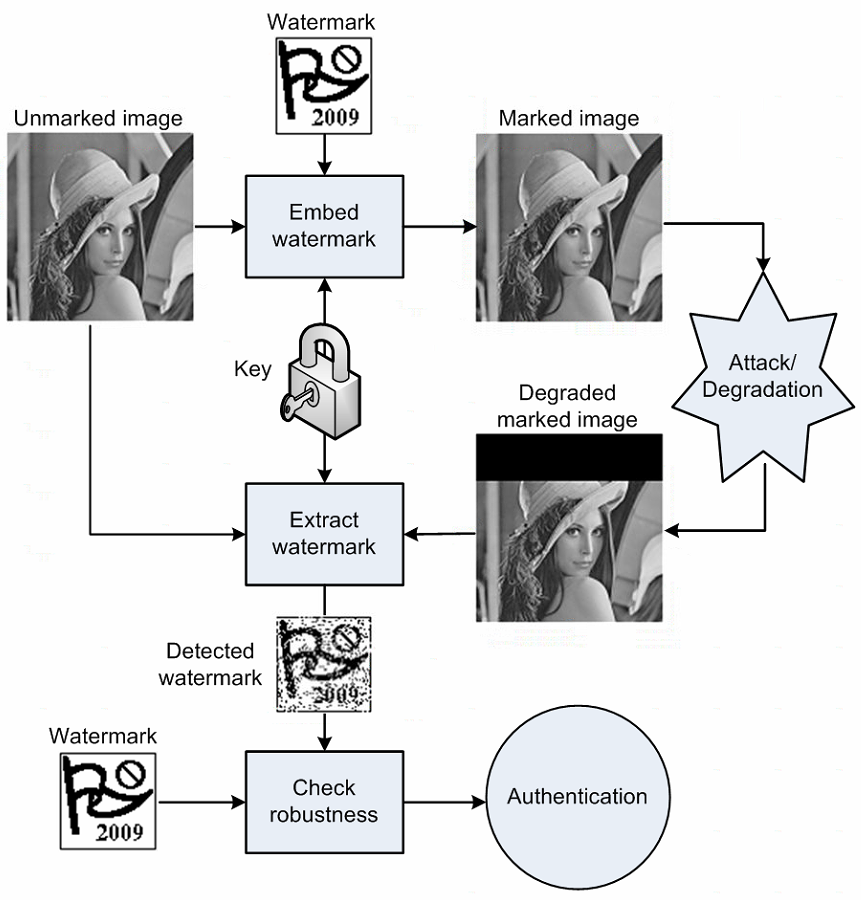 Watermark
2009
Unmarked image
Marked image
Embed
watermark
Key
Attack/
Degradation
Degraded
marked image
Extract
watermark
Detected
watermark
2009
Watermark
2009
Check
robustness
Authentication